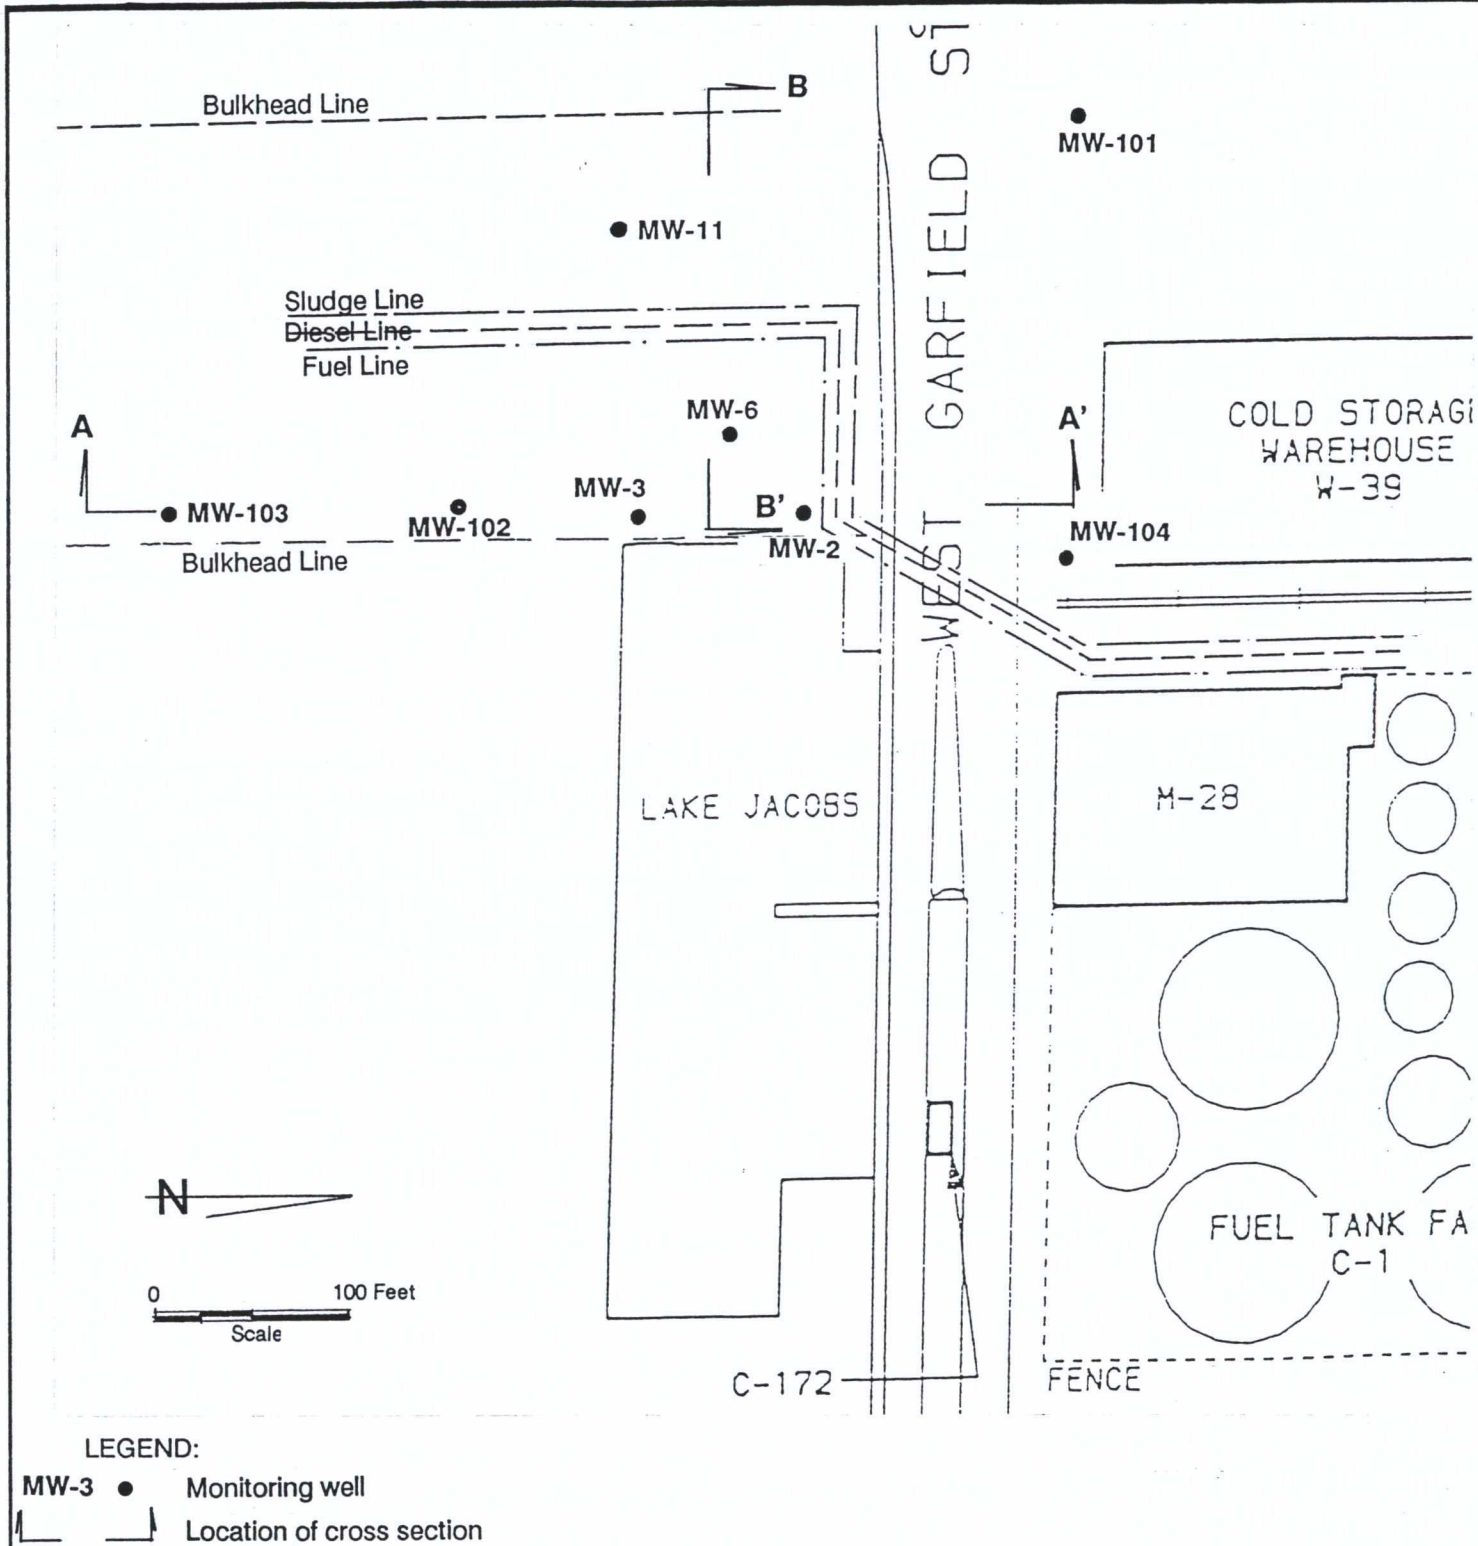 B
Bulkhead Line
MW-101
MW-11
WEST GARFIELD ST
Sludge Line
Diesel Line
Fuel Line
COLD STORAG
WAREHOUSE
W-39
MW-6
A
A'
MW-3
B'
MW-103
MW-102
MW-2
MW-104
Bulkhead Line
LAKE JACOBS
M-28
N
FUEL TANK FA
C-1
0 100 Feet
Scale
C-172
FENCE
LEGEND:
MW-3 Monitoring well
Location of cross section